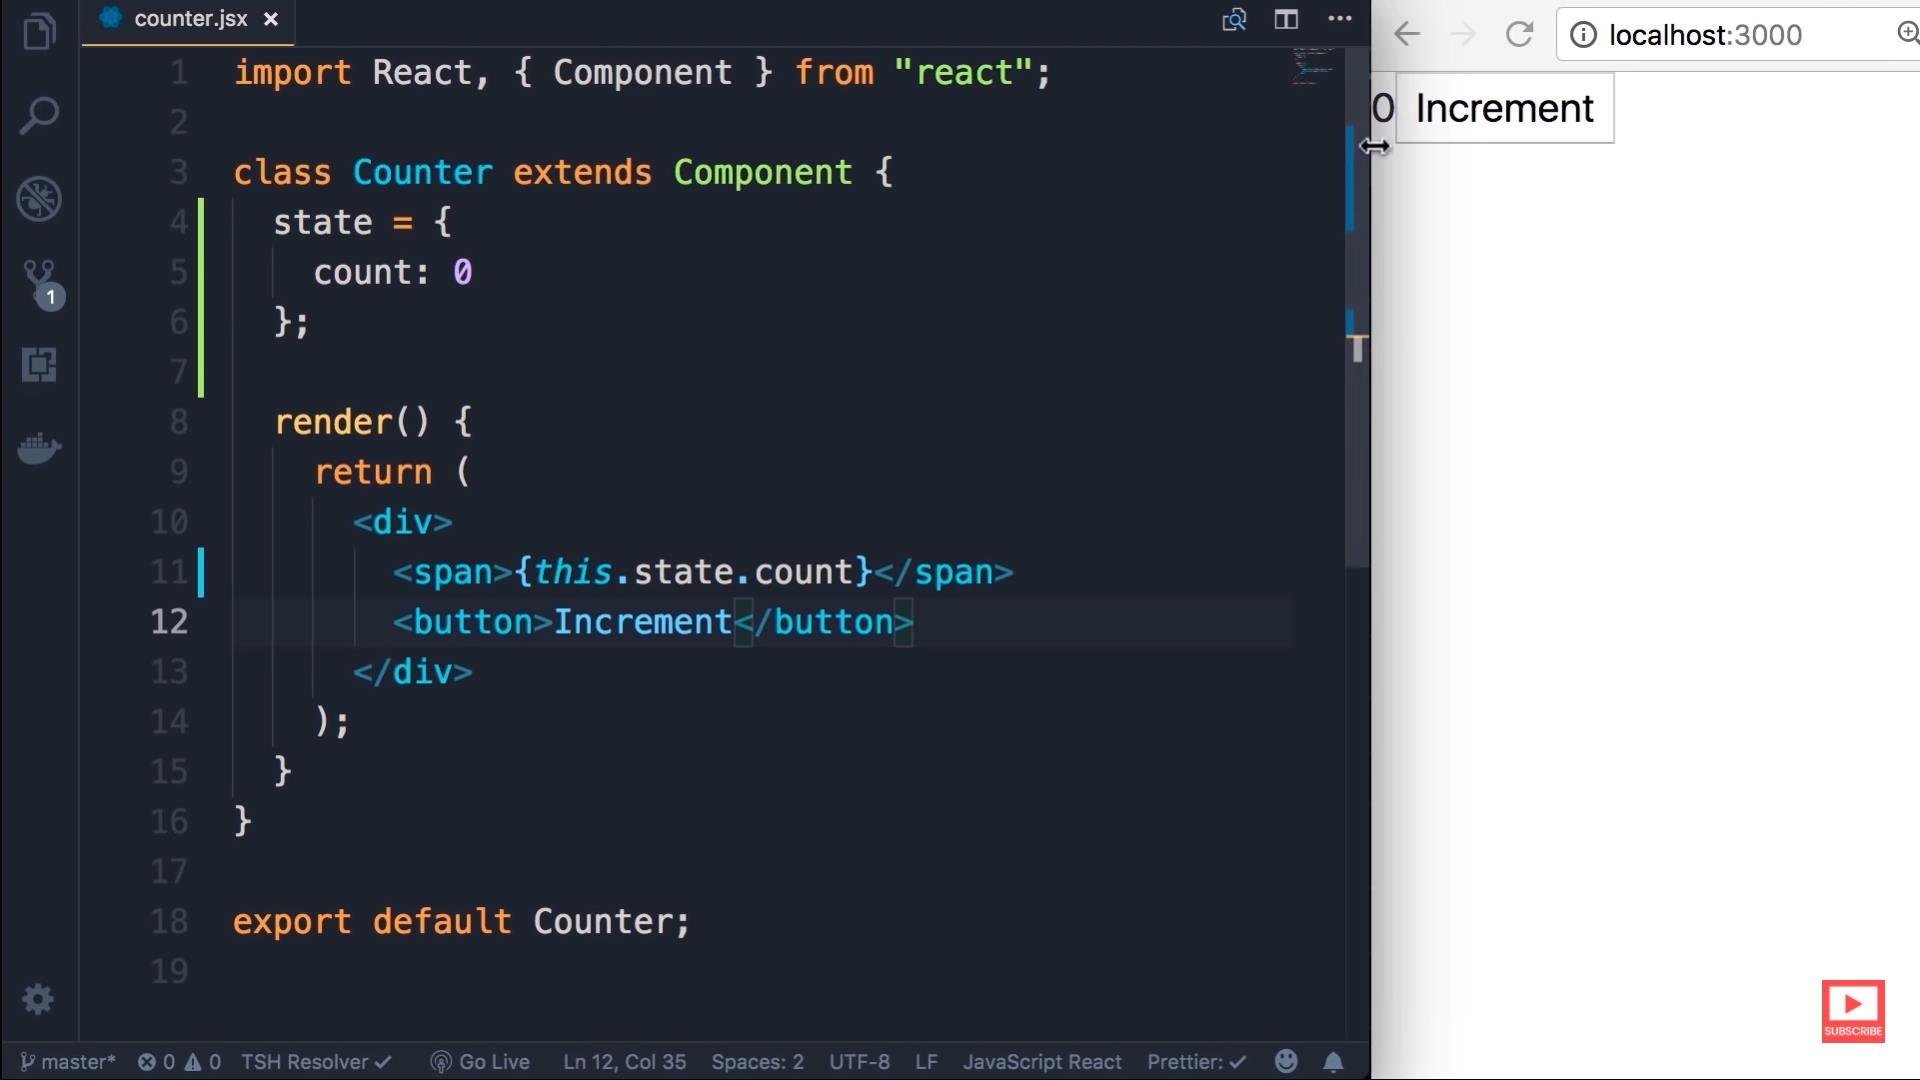 counter.jsx
1 import React, { Component } from "react";
2
3 class Counter extends Component {
4 state = {
5 count: 0
6 };
7
8 render() {
9 return (
10 <div>
11 <span>{this.state.count}</span>
12 <button>Increment</button>
13 </div>
14 );
15 }
16 }
17
18 export default Counter;
19
1
master* 0 0 TSH Resolver Go Live Ln 12, Col 35 Spaces: 2 UTF-8 LF JavaScript React Prettier:
localhost:3000
0 Increment
SUBSCRIBE